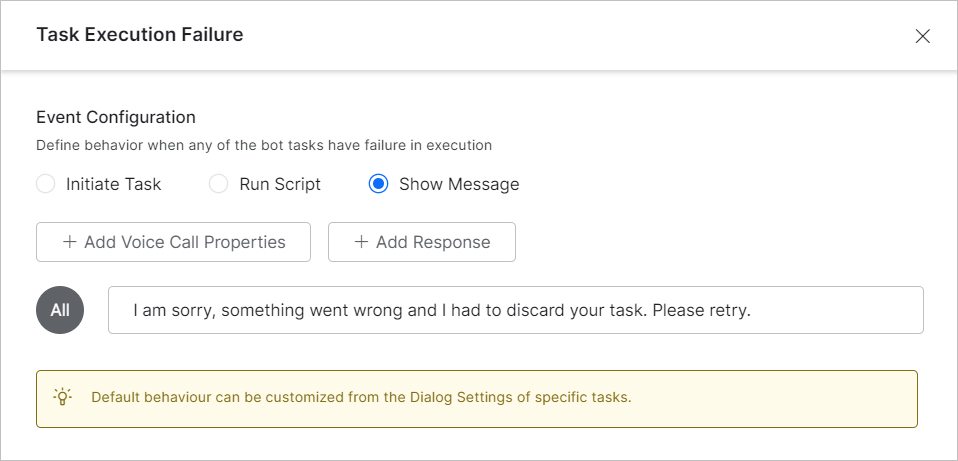 Task Execution Failure
Event Configuration
Define behavior when any of the bot tasks have failure in execution
Initiate Task Run Script Show Message
+ Add Voice Call Properties + Add Response
All I am sorry, something went wrong and I had to discard your task. Please retry.
Default behaviour can be customized from the Dialog Settings of specific tasks.